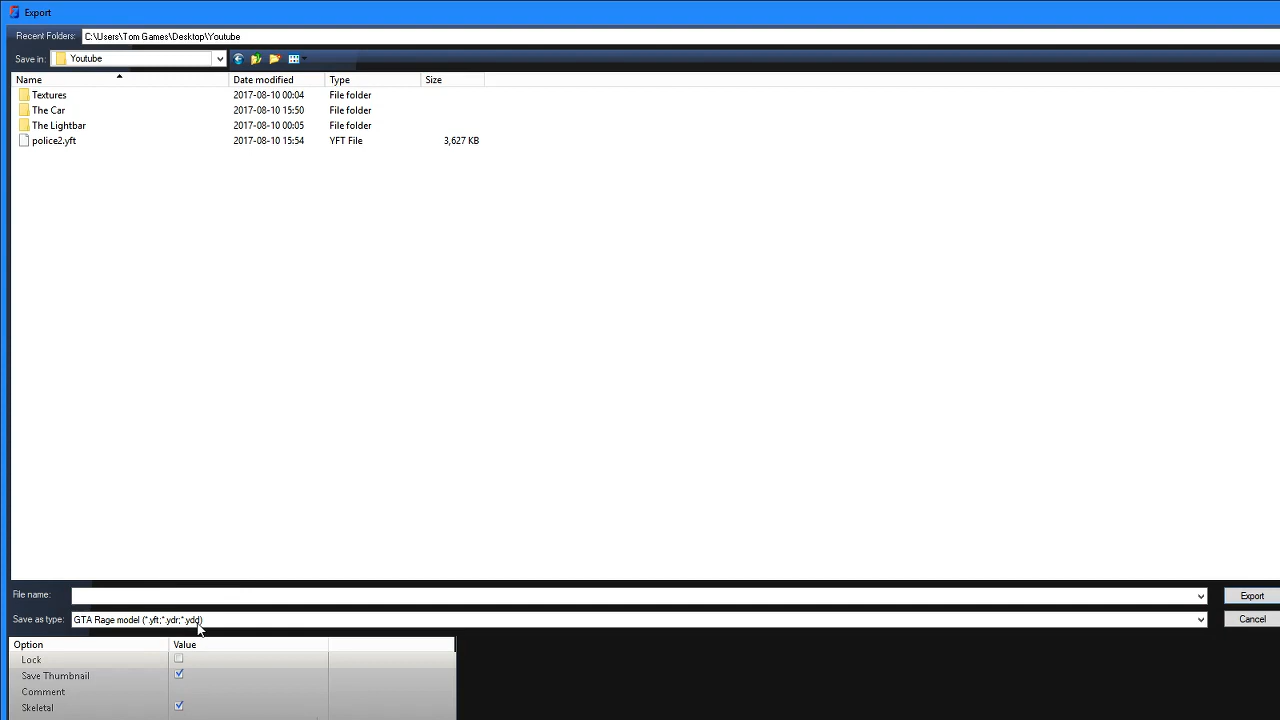 Export
Recent Folders: C:\Users\Tom Games\Desktop\Youtube
Save in: Youtube
Name Date modified Type Size
Textures 2017-08-10 00:04 File folder
The Car 2017-08-10 15:50 File folder
The Lightbar 2017-08-10 00:05 File folder
police2.yft 2017-08-10 15:54 YFT File 3,627 KB
File name: Export
Save as type: GTA Rage model (*.yft;*.ydr;*.ydd) Cancel
Option Value
Lock
Save Thumbnail
Comment
Skeletal